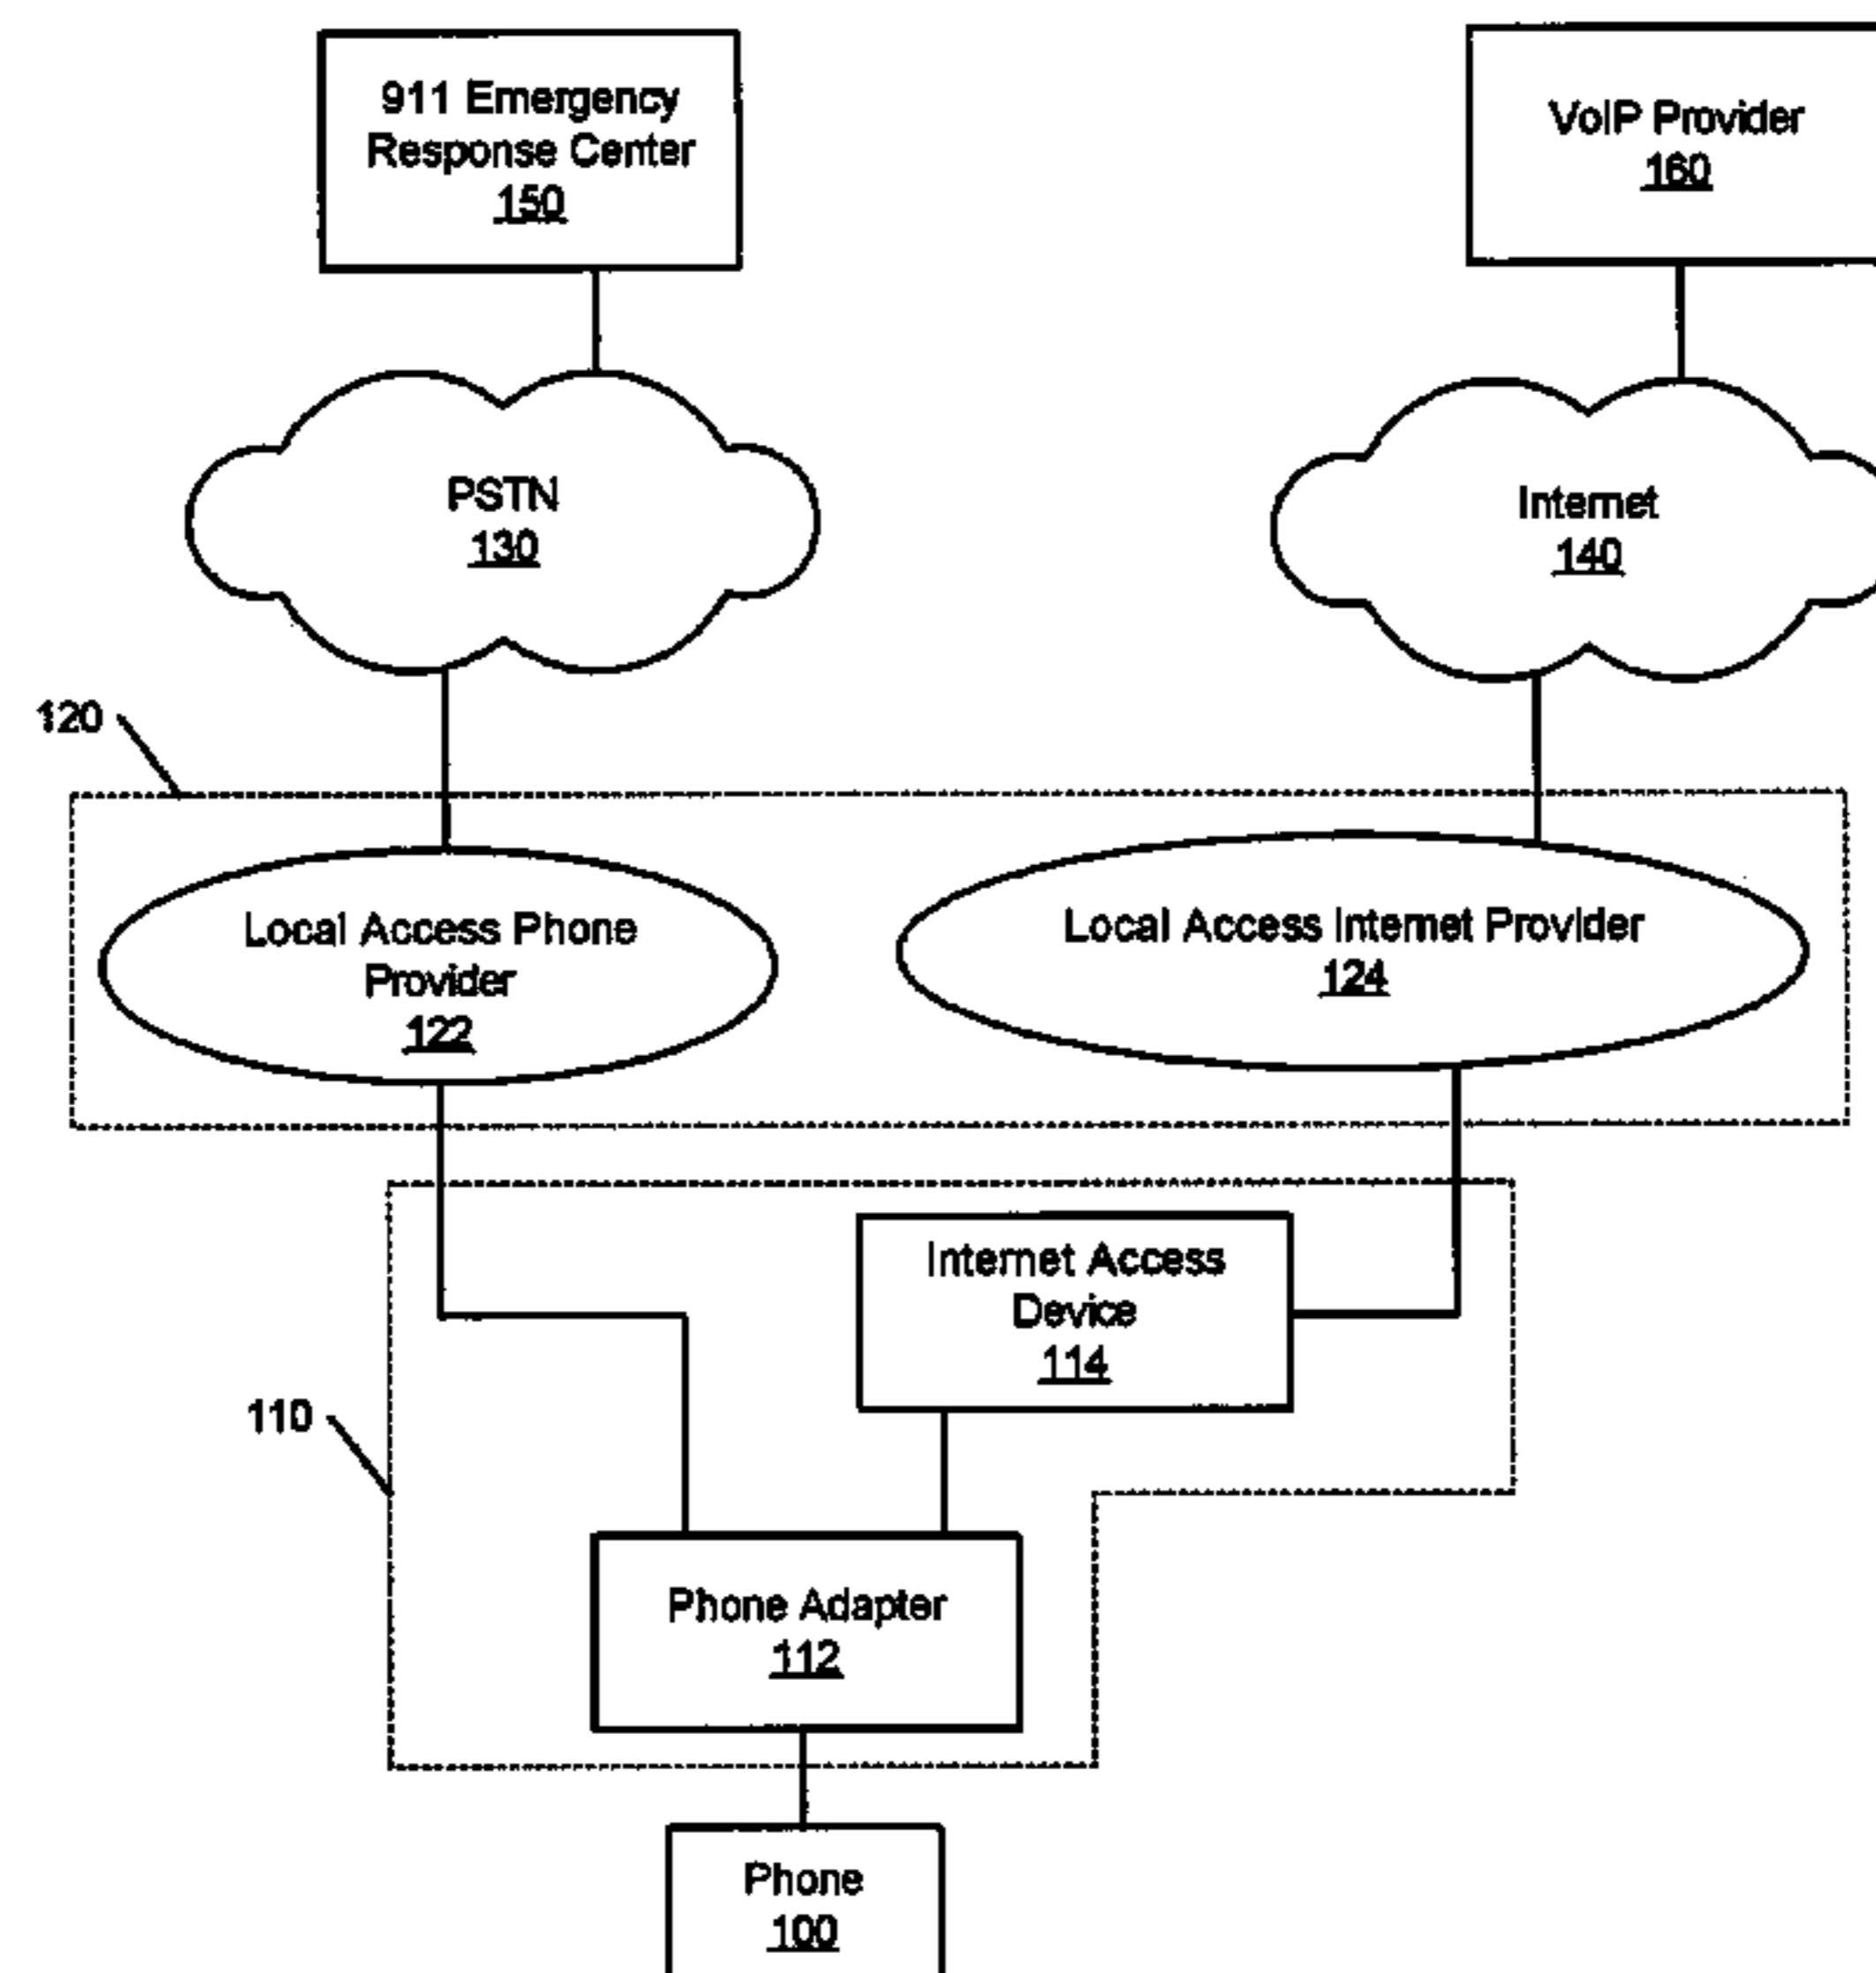 911 Emergency
Response Center
150
VoIP Provider
160
PSTN
130
Internet
140
120
Local Access Phone
Provider
122
Local Access Internet Provider
124
Internet Access
Device
114
110
Phone Adapter
112
Phone
100